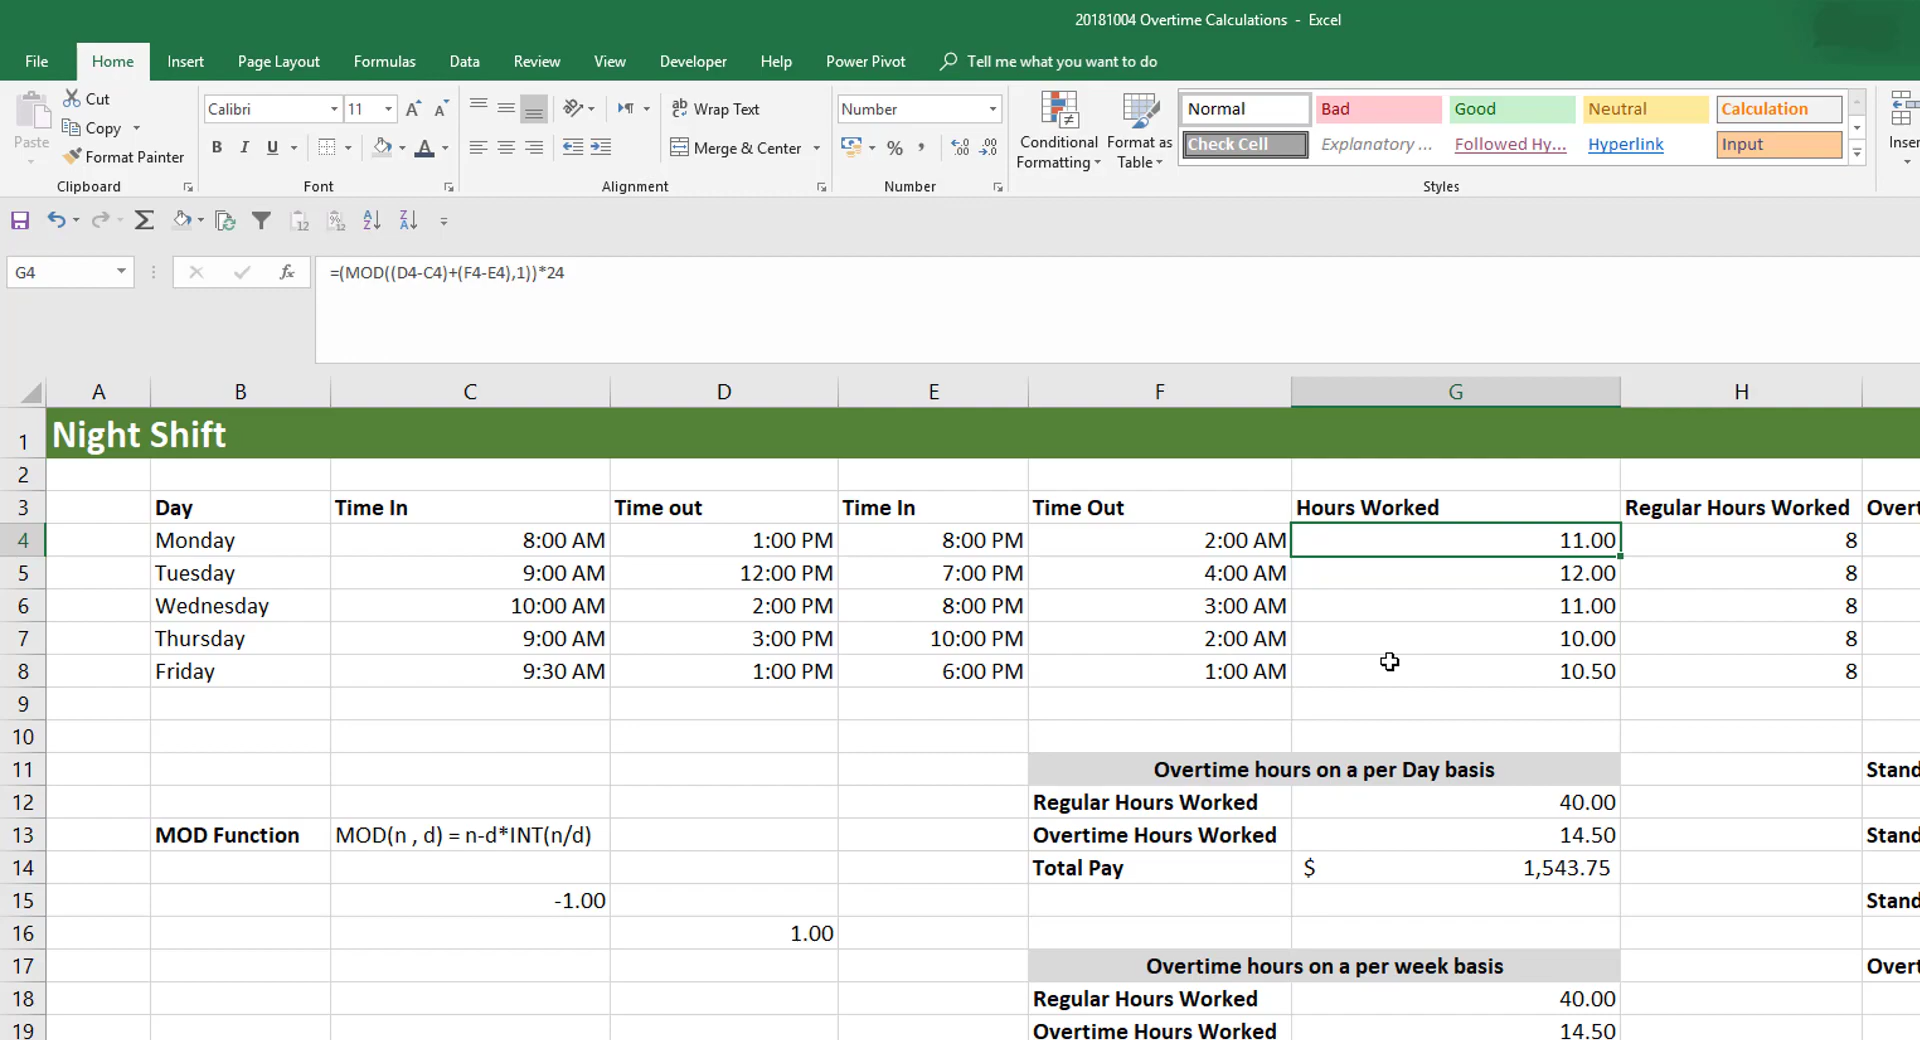 20181004 Overtime Calculations - Excel
File Home Insert Page Layout Formulas Data Developer Review View Help Power Pivot Tell me what you want to do
Paste
Cut
Copy
Format Painter
Clipboard
Calibri 11
B I U
Font
Wrap Text
Merge & Center
Alignment
Number
% ,
Number
Conditional Formatting
Format as Table
Normal Bad Good Neutral Calculation
Check Cell Explanatory ... Followed Hy... Hyperlink Input
Styles
Inser
G4
fx
=(MOD((D4-C4)+(F4-E4),1))*24
A B C D E F G H
1 Night Shift
2
3 Day Time In Time out Time In Time Out Hours Worked Regular Hours Worked Overt
4 Monday 8:00 AM 1:00 PM 8:00 PM 2:00 AM 11.00 8
5 Tuesday 9:00 AM 12:00 PM 7:00 PM 4:00 AM 12.00 8
6 Wednesday 10:00 AM 2:00 PM 8:00 PM 3:00 AM 11.00 8
7 Thursday 9:00 AM 3:00 PM 10:00 PM 2:00 AM 10.00 8
8 Friday 9:30 AM 1:00 PM 6:00 PM 1:00 AM 10.50 8
9
10
11 Overtime hours on a per Day basis Stand
12 Regular Hours Worked 40.00
13 MOD Function MOD(n , d) = n-d*INT(n/d) Overtime Hours Worked 14.50 Stand
14 Total Pay $ 1,543.75
15 -1.00 Stand
16 1.00
17 Overtime hours on a per week basis Overt
18 Regular Hours Worked 40.00
19 Overtime Hours Worked 14.50